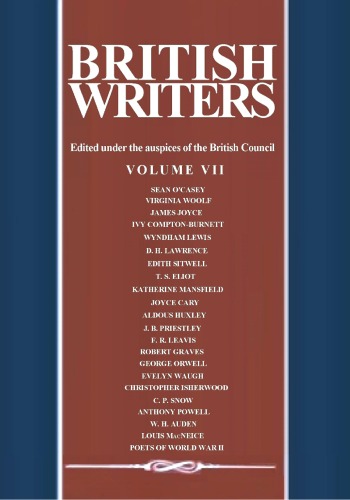 BRITISH
WRITERS
Edited under the auspices of the British Council
VOLUME VII
SEAN O'CASEY
VIRGINIA WOOLF
JAMES JOYCE
IVY COMPTON-BURNETT
WYNDHAM LEWIS
D. H. LAWRENCE
EDITH SITWELL
T. S. ELIOT
KATHERINE MANSFIELD
JOYCE CARY
ALDOUS HUXLEY
J. B. PRIESTLEY
F. R. LEAVIS
ROBERT GRAVES
GEORGE ORWELL
EVELYN WAUGH
CHRISTOPHER ISHERWOOD
C. P. SNOW
ANTHONY POWELL
W. H. AUDEN
LOUIS MACNEICE
POETS OF WORLD WAR II